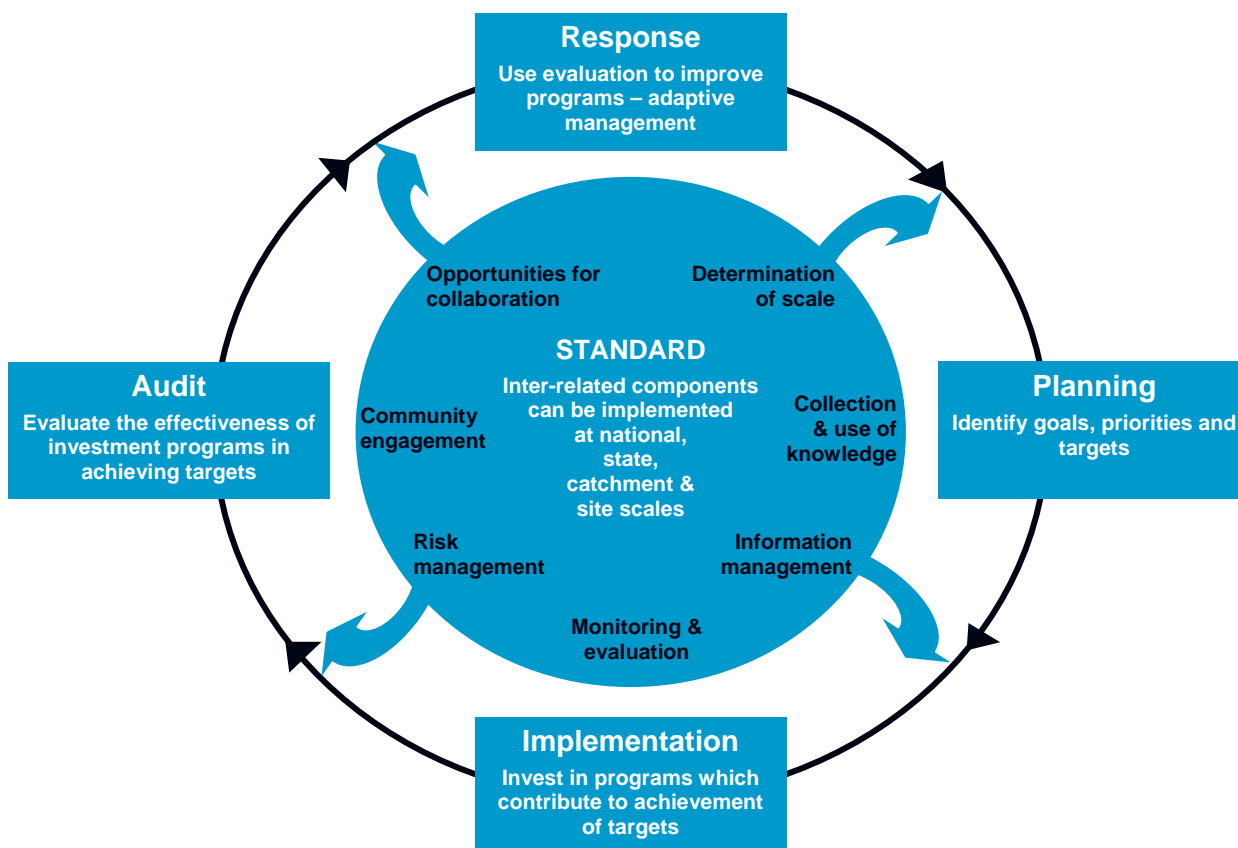 Response
Use evaluation to improve
programs – adaptive
management
Opportunities for
collaboration
Determination
of scale
STANDARD
Inter-related components
can be implemented
at national,
state,
catchment &
site scales
Audit
Evaluate the effectiveness of
investment programs in
achieving targets
Community
engagement
Collection
& use of
knowledge
Planning
Identify goals, priorities and
targets
Risk
management
Information
management
Monitoring &
evaluation
Implementation
Invest in programs which
contribute to achievement
of targets